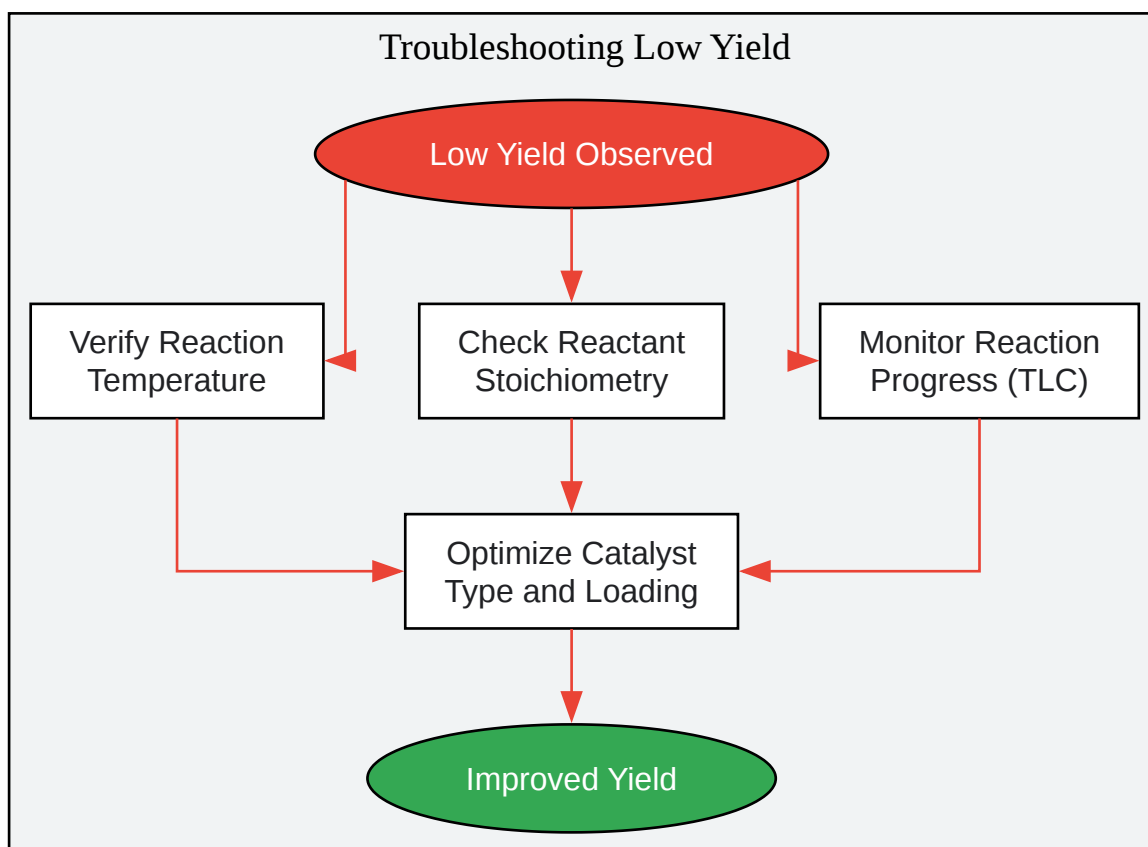 Troubleshooting Low Yield
Low Yield Observed
Verify Reaction
Temperature
Check Reactant
Stoichiometry
Monitor Reaction
Progress (TLC)
Optimize Catalyst
Type and Loading
Improved Yield